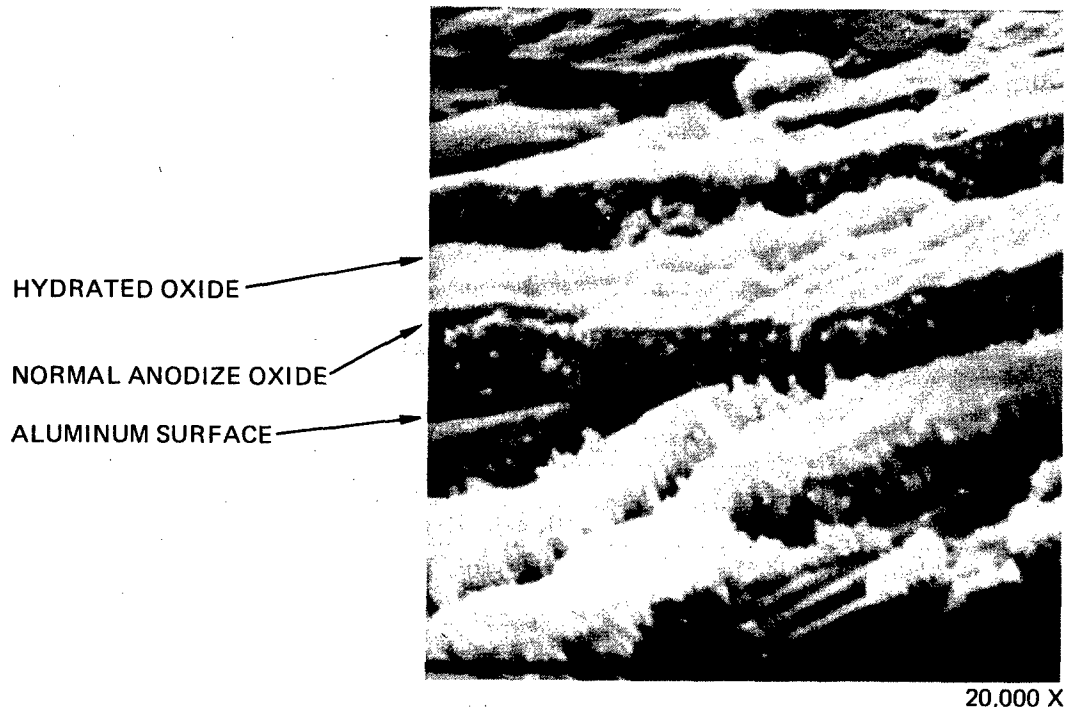 HYDRATED OXIDE
NORMAL ANODIZE OXIDE
ALUMINUM SURFACE
20,000 X